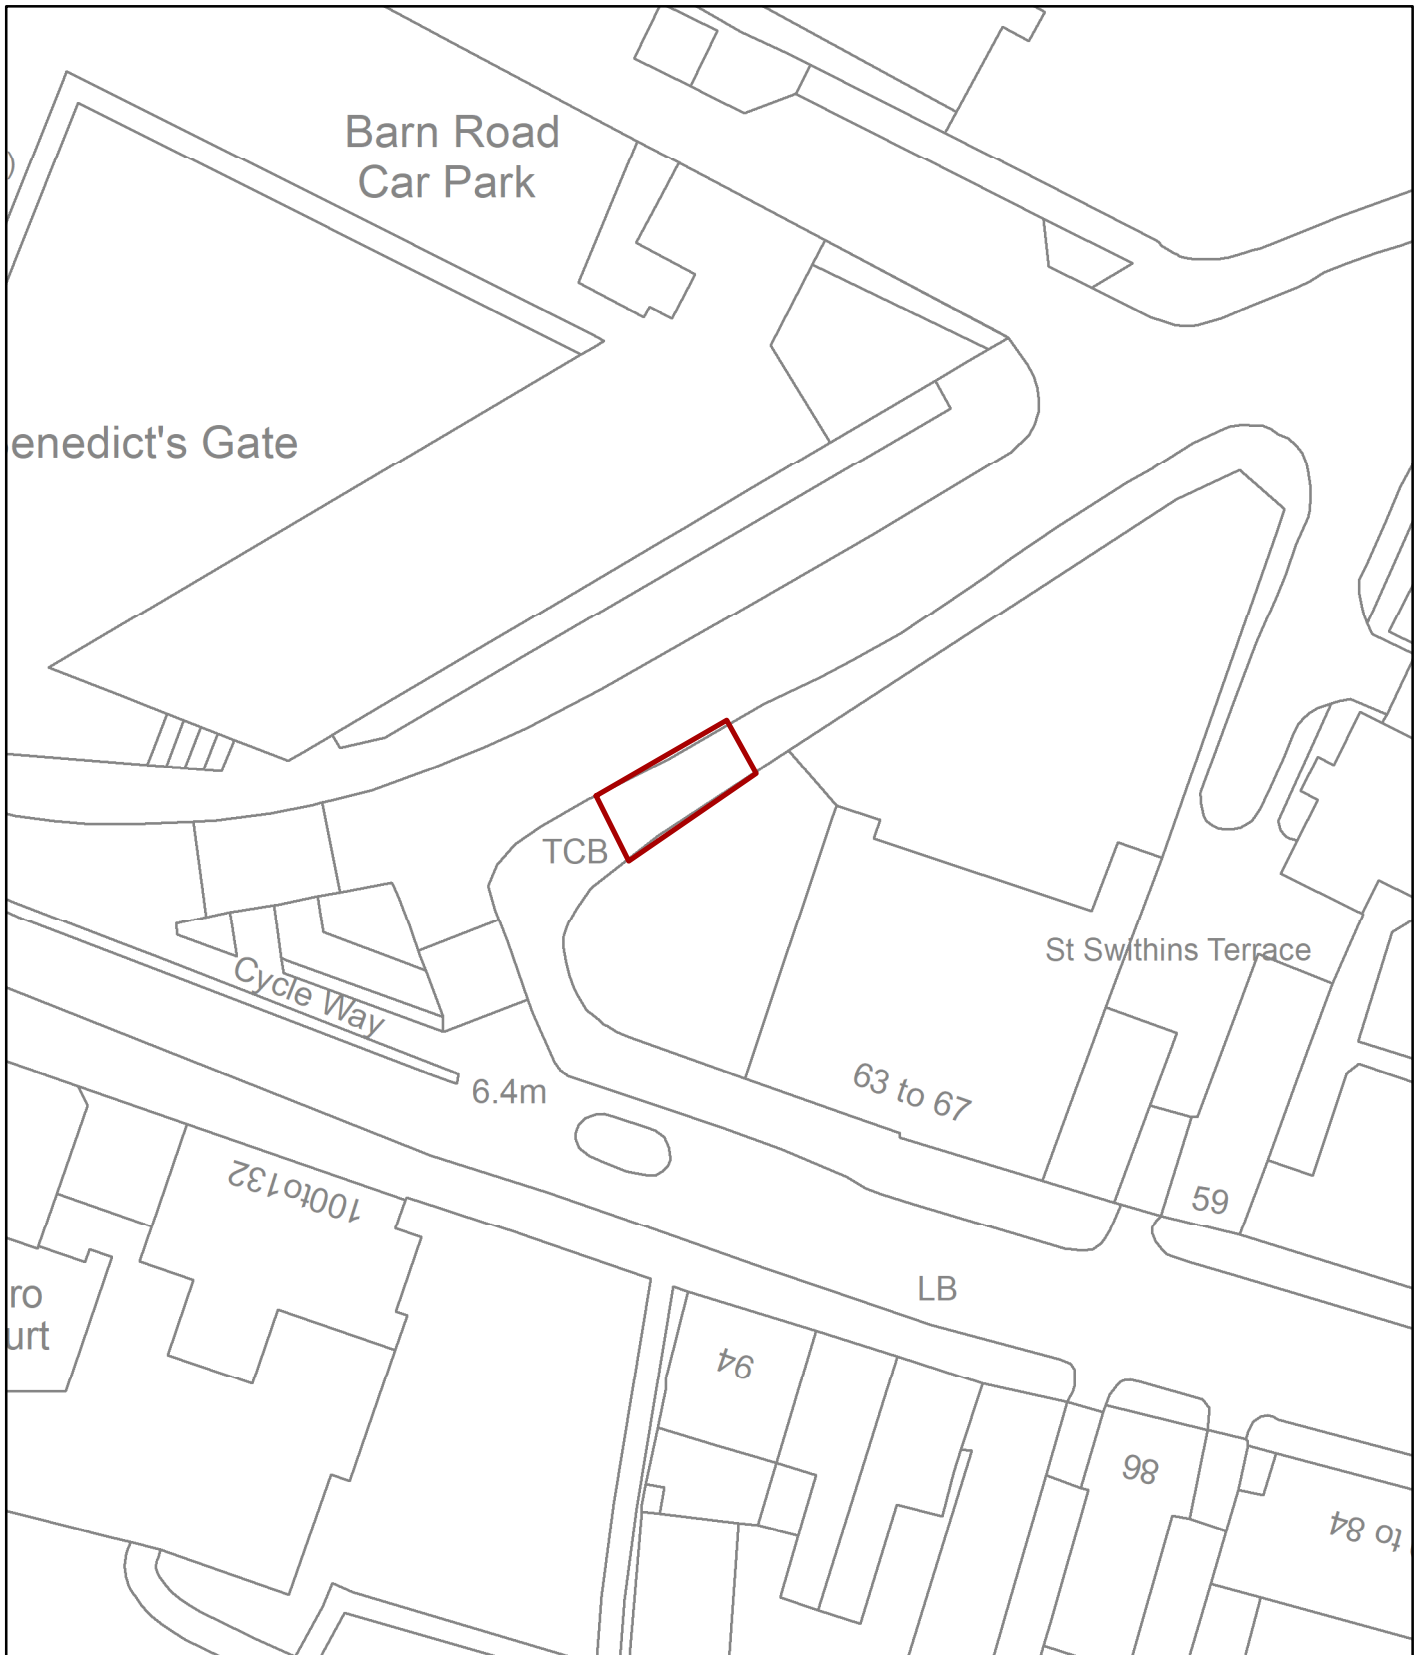 Barn Road
Car Park
)
enedict's Gate
TCB
St Swithins Terrace
Cycle Way
6.4m
63 to 67
100to132
59
LB
ro
urt
94
86
to 84